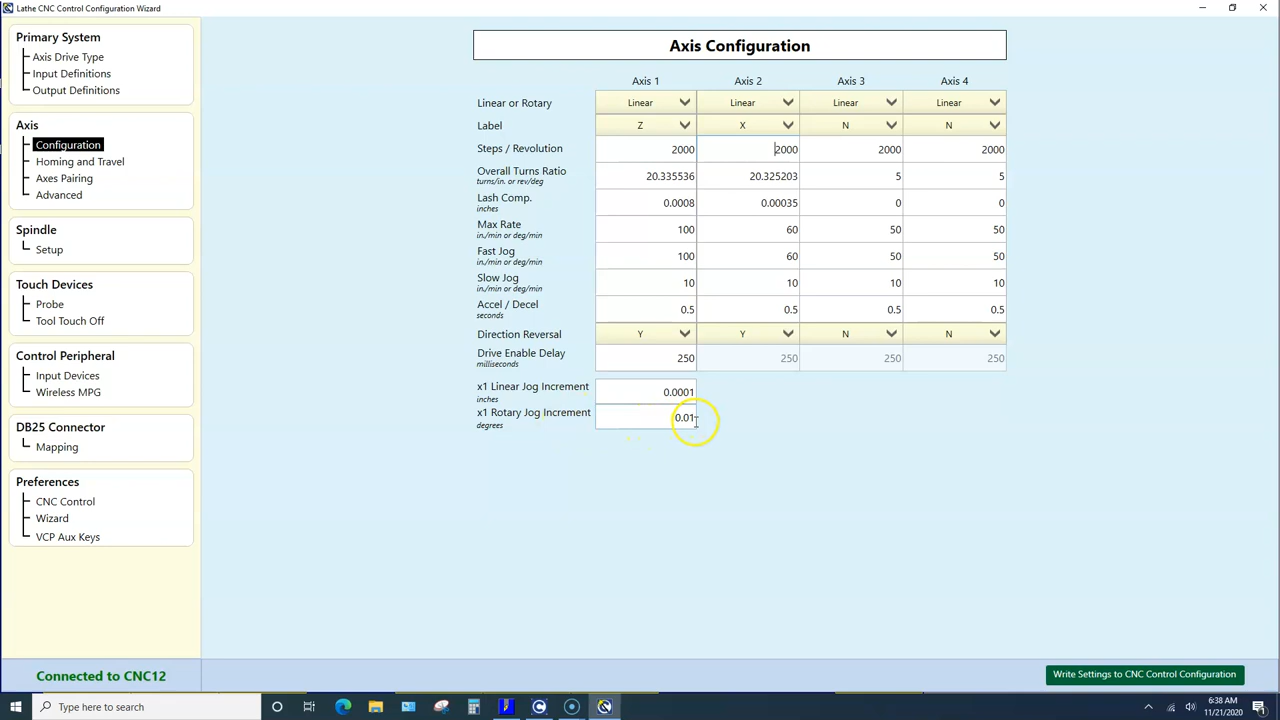 Lathe CNC Control Configuration Wizard
Primary System
Axis Drive Type
Input Definitions
Output Definitions
Axis
Configuration
Homing and Travel
Axes Pairing
Advanced
Spindle
Setup
Touch Devices
Probe
Tool Touch Off
Control Peripheral
Input Devices
Wireless MPG
DB25 Connector
Mapping
Preferences
CNC Control
Wizard
VCP Aux Keys
Connected to CNC12
Axis Configuration
Axis 1 Axis 2 Axis 3 Axis 4
Linear or Rotary Linear Linear Linear Linear
Label Z X N N
Steps / Revolution 2000 2000 2000 2000
Overall Turns Ratio 20.335536 20.325203 5 5
turns/in. or rev/deg
Lash Comp. 0.0008 0.00035 0 0
inches
Max Rate 100 60 50 50
in./min or deg/min
Fast Jog 100 60 50 50
in./min or deg/min
Slow Jog 10 10 10 10
in./min or deg/min
Accel / Decel 0.5 0.5 0.5 0.5
seconds
Direction Reversal Y Y N N
Drive Enable Delay 250 250 250 250
milliseconds
x1 Linear Jog Increment 0.0001
inches
x1 Rotary Jog Increment 0.01
degrees
Write Settings to CNC Control Configuration
Type here to search
6:38 AM
11/21/2020